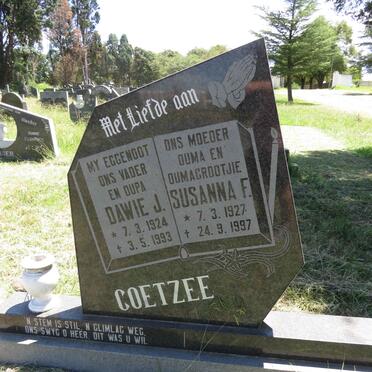 Met Liefde aan
MY EGGENOOT
ONS VADER
EN OUPA
DAWIE J.
* 7.3.1924
† 3.5.1993
ONS MOEDER
OUMA EN
OUMAGROOTJIE
SUSANNA F.
* 7.3.1927
† 24.9.1997
COETZEE
'N STEM IS STIL, 'N GLIMLAG WEG,
ONS SWYG O HEER, DIT WAS U WIL